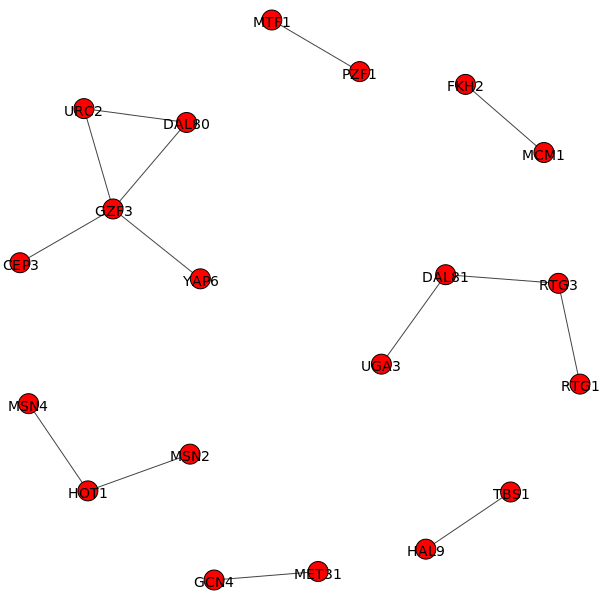 MTF1
PZF1
FKH2
URC2
DAL80
MCM1
GZF3
CEP3
YAP6
DAL81
RTG3
UGA3
RTG1
MSN4
MSN2
HOT1
TBS1
HAL9
GCN4
MET31